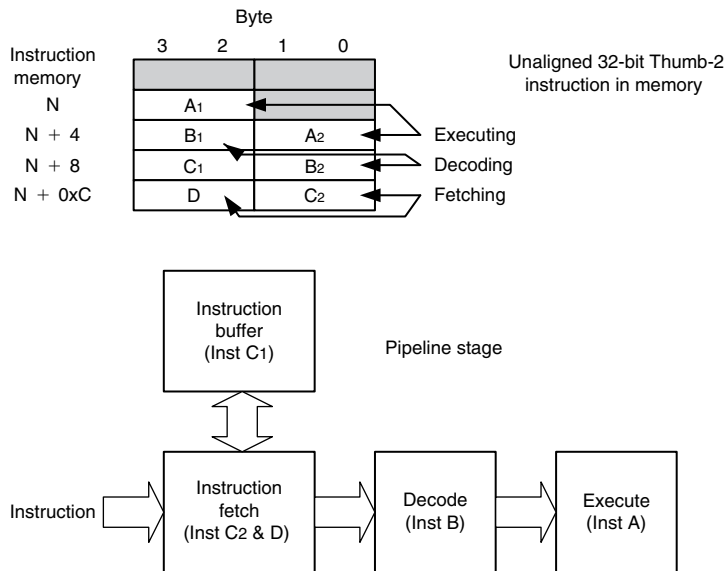 Byte
3 2 1 0
Instruction
memory
Unaligned 32-bit Thumb-2
instruction in memory
N A1
N + 4 B1 A2 Executing
N + 8 C1 B2 Decoding
N + 0xC D C2 Fetching
Instruction
buffer
(Inst C1)
Pipeline stage
Instruction
Instruction
fetch
(Inst C2 & D)
Decode
(Inst B)
Execute
(Inst A)